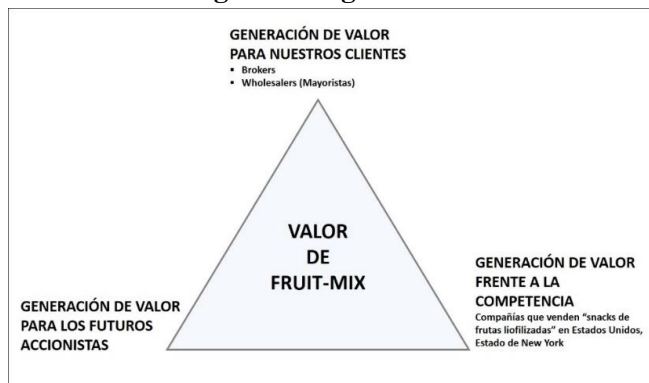 GENERACIÓN DE VALOR
PARA NUESTROS CLIENTES
▪ Brokers
▪ Wholesalers (Mayoristas)
VALOR
DE
FRUIT-MIX
GENERACIÓN DE VALOR
PARA LOS FUTUROS
ACCIONISTAS
GENERACIÓN DE VALOR
FRENTE A LA
COMPETENCIA
Compañías que venden “snacks de
frutas liofilizadas” en Estados Unidos,
Estado de New York